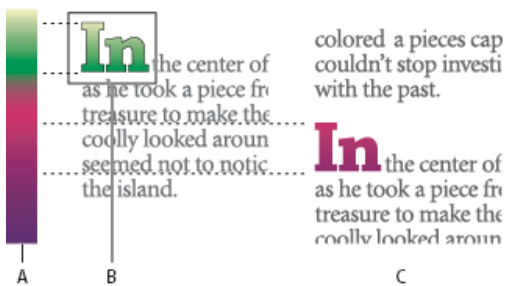 In the center of
as he took a piece fr
treasure to make the
coolly looked aroun
seemed not to notic
the island.
colored a pieces cap
couldn't stop investi
with the past.
In the center of
as he took a piece fr
treasure to make the
coolly looked aroun
A
B
C